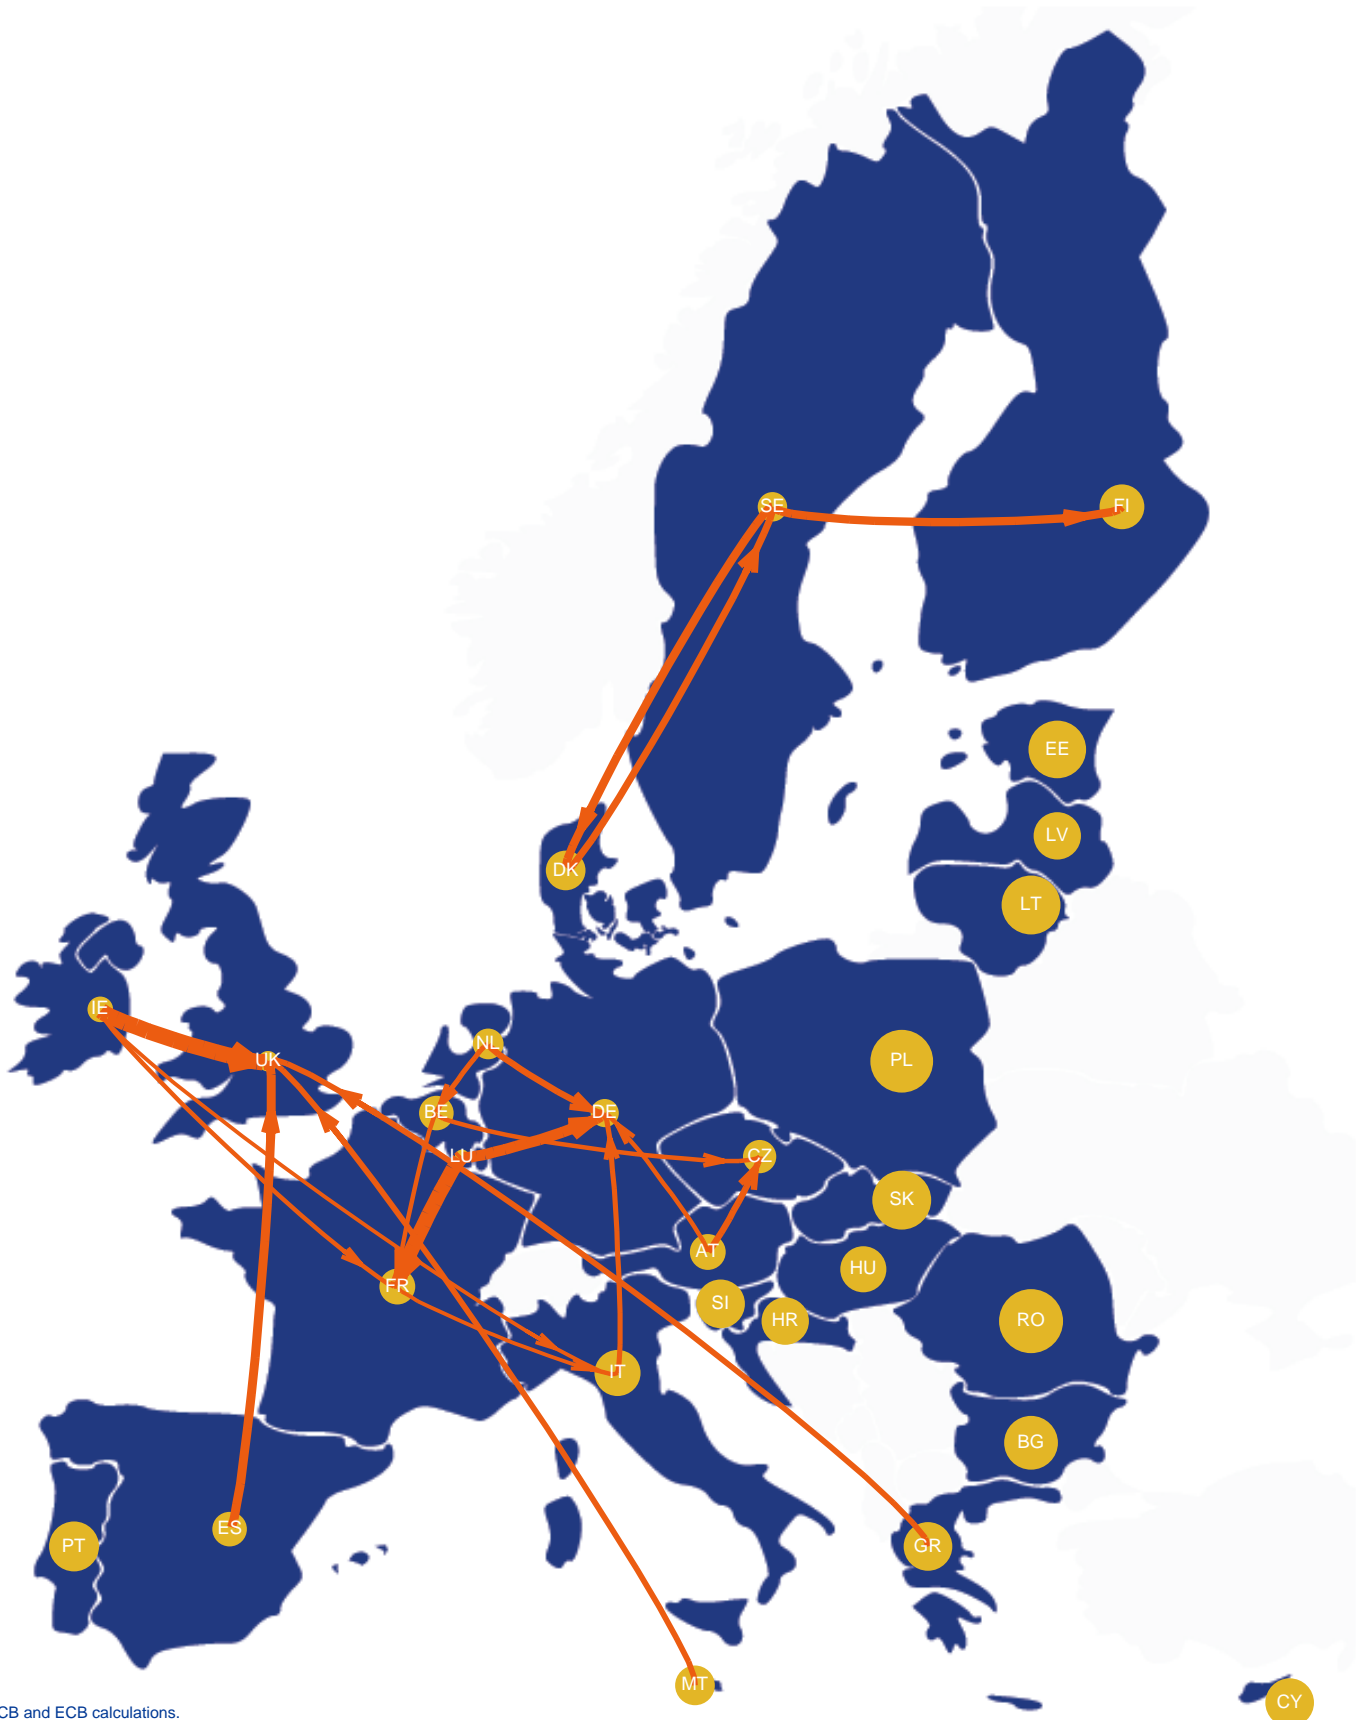 SE
FI
EE
LV
DK
LT
IE
NL
UK
PL
BE
DE
LU
CZ
SK
AT
HU
FR
SI
HR
RO
IT
BG
ES
PT
GR
MT
CY
CB and ECB calculations.